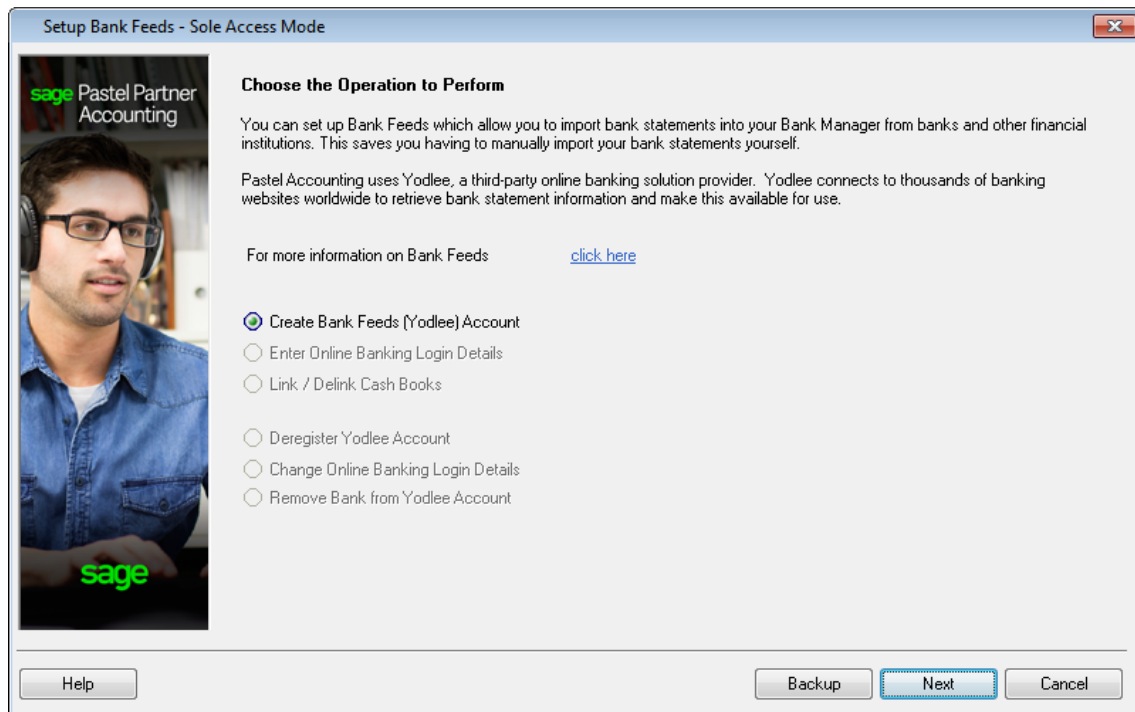 Setup Bank Feeds - Sole Access Mode
sage Pastel Partner
Accounting
Choose the Operation to Perform
You can set up Bank Feeds which allow you to import bank statements into your Bank Manager from banks and other financial
institutions. This saves you having to manually import your bank statements yourself.
Pastel Accounting uses Yodlee, a third-party online banking solution provider.  Yodlee connects to thousands of banking
websites worldwide to retrieve bank statement information and make this available for use.
For more information on Bank Feeds click here
Create Bank Feeds (Yodlee) Account
Enter Online Banking Login Details
Link / Delink Cash Books
Deregister Yodlee Account
Change Online Banking Login Details
Remove Bank from Yodlee Account
sage
Help Backup Next Cancel